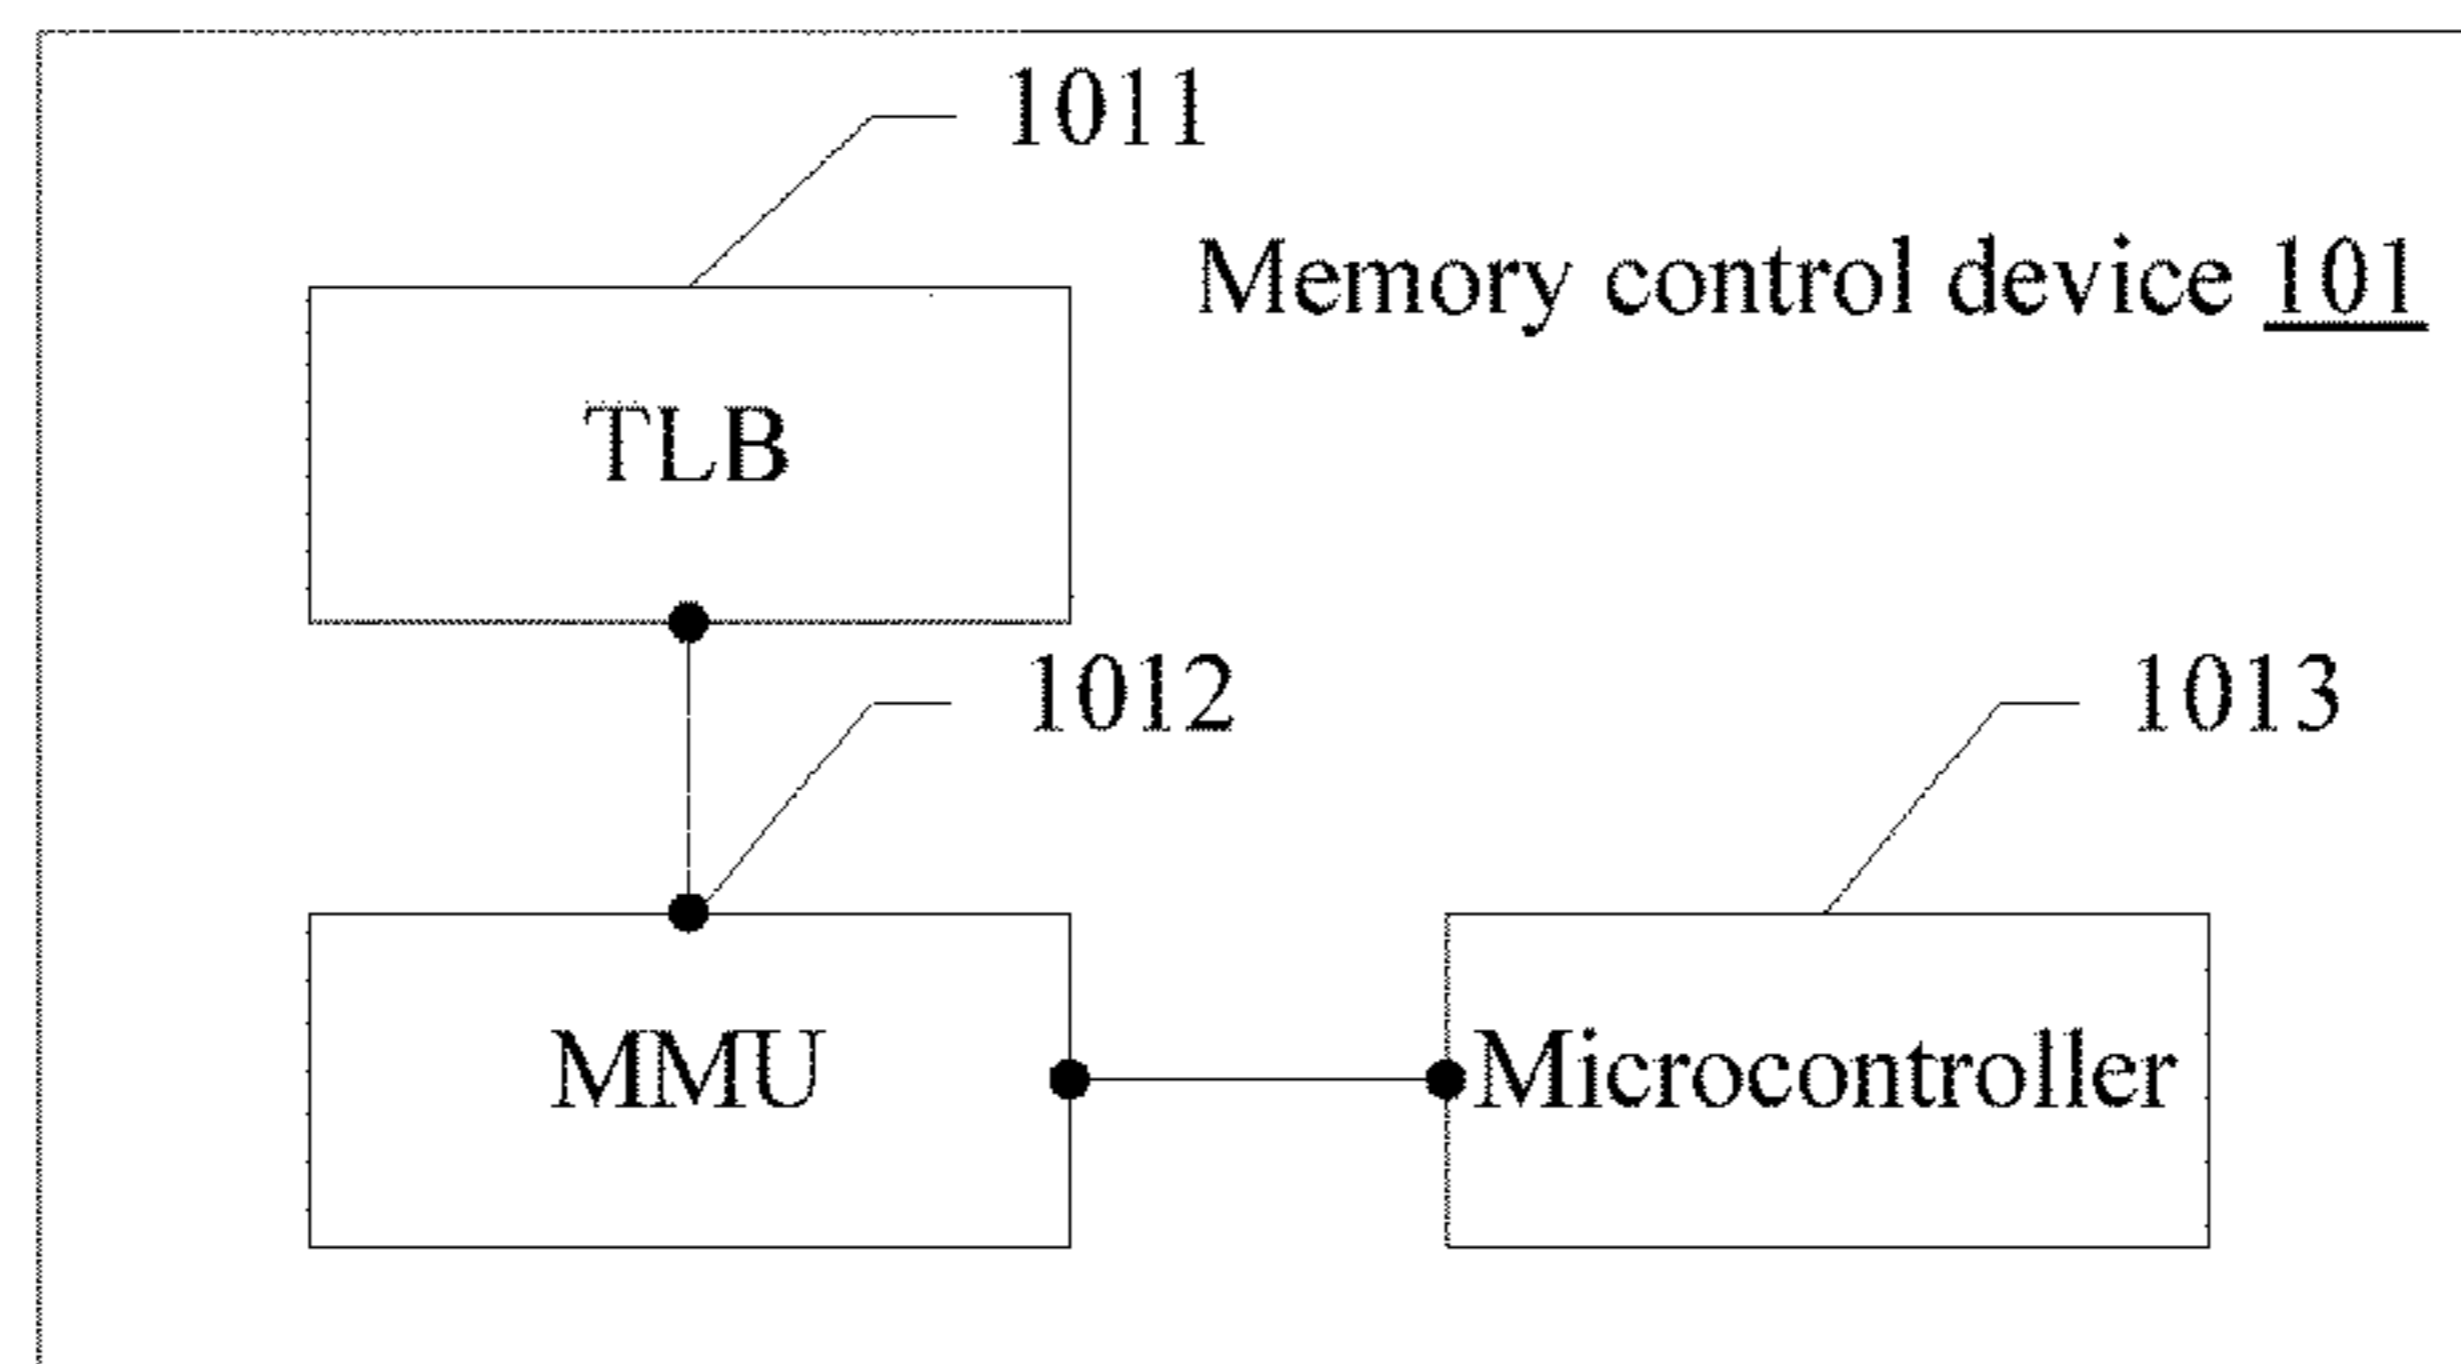 1011
Memory control device 101
TLB
1012
1013
MMU
Microcontroller